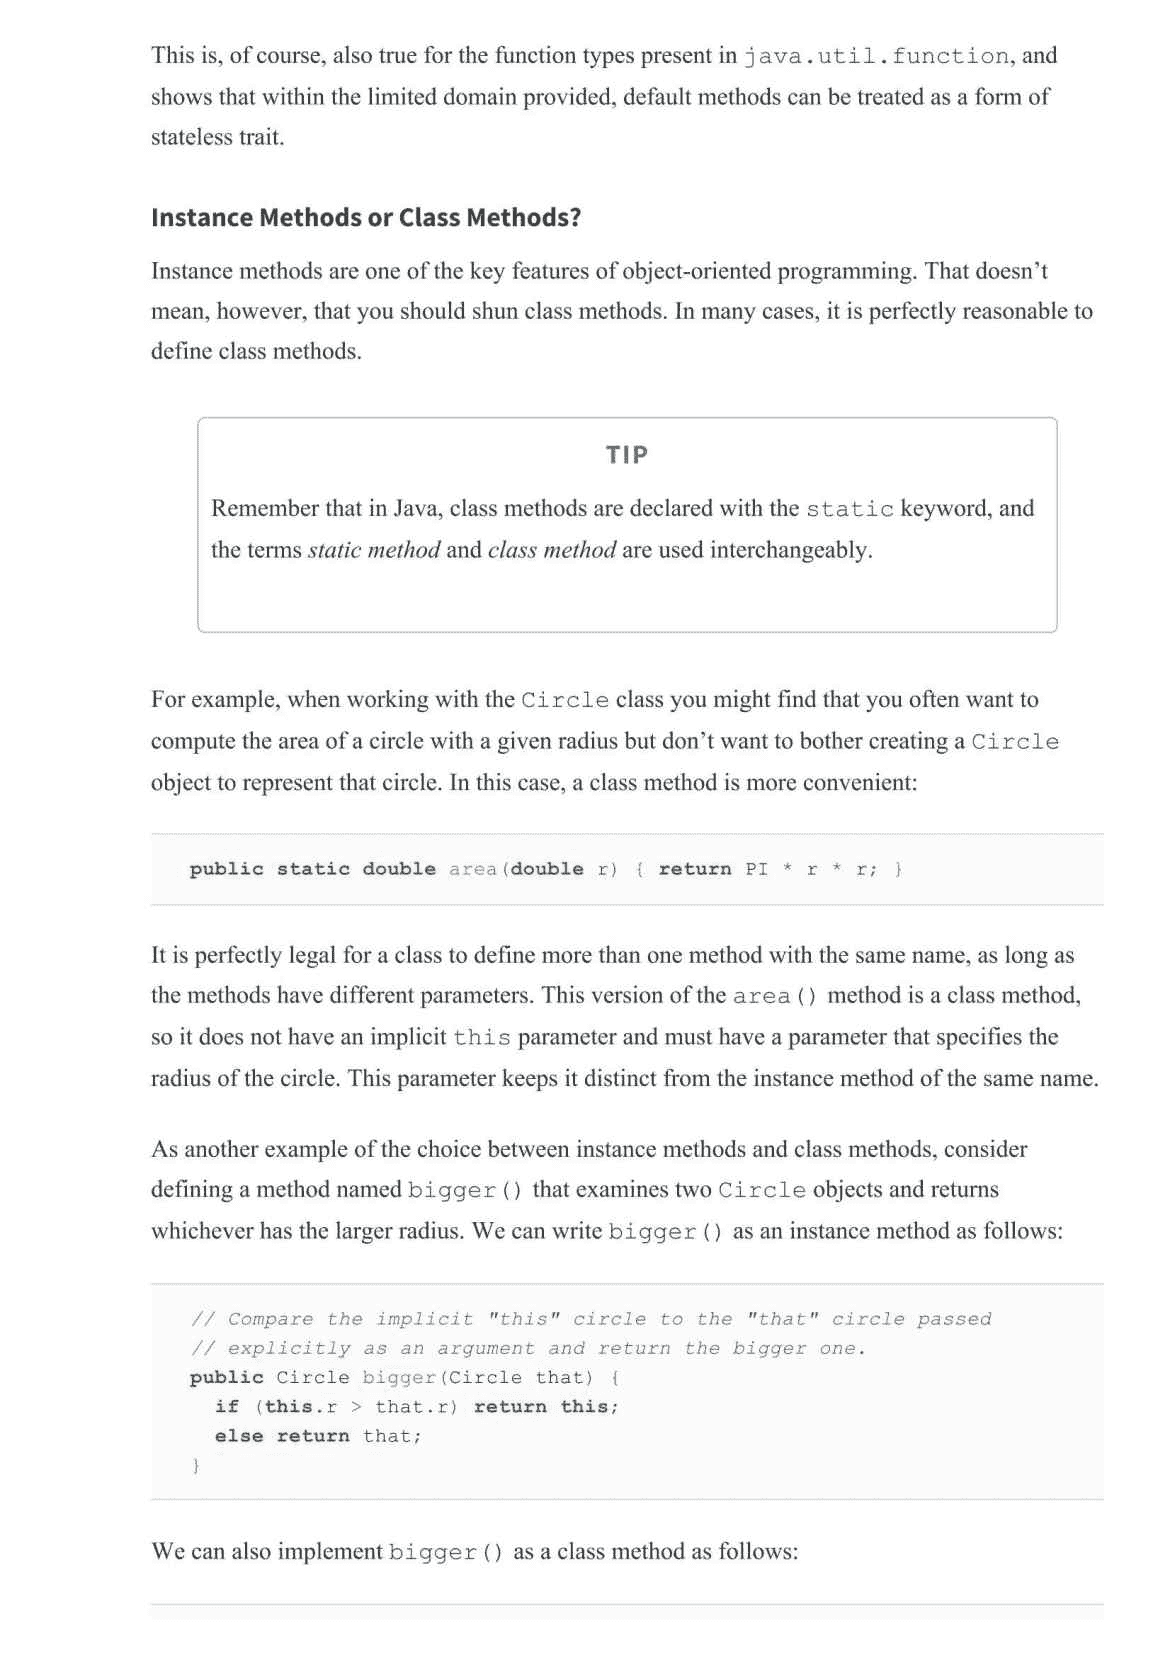 This is, of course, also true for the function types present in java.util.function, and
shows that within the limited domain provided, default methods can be treated as a form of
stateless trait.
Instance Methods or Class Methods?
Instance methods are one of the key features of object-oriented programming. That doesn’t
mean, however, that you should shun class methods. In many cases, it is perfectly reasonable to
define class methods.
TIP
Remember that in Java, class methods are declared with the static keyword, and
the terms static method and class method are used interchangeably.
For example, when working with the Circle class you might find that you often want to
compute the area of a circle with a given radius but don’t want to bother creating a Circle
object to represent that circle. In this case, a class method is more convenient:
public static double area(double r) { return PI * r * r; }
It is perfectly legal for a class to define more than one method with the same name, as long as
the methods have different parameters. This version of the area() method is a class method,
so it does not have an implicit this parameter and must have a parameter that specifies the
radius of the circle. This parameter keeps it distinct from the instance method of the same name.
As another example of the choice between instance methods and class methods, consider
defining a method named bigger() that examines two Circle objects and returns
whichever has the larger radius. We can write bigger() as an instance method as follows:
// Compare the implicit "this" circle to the "that" circle passed
// explicitly as an argument and return the bigger one.
public Circle bigger(Circle that) {
  if (this.r > that.r) return this;
  else return that;
}
We can also implement bigger() as a class method as follows: